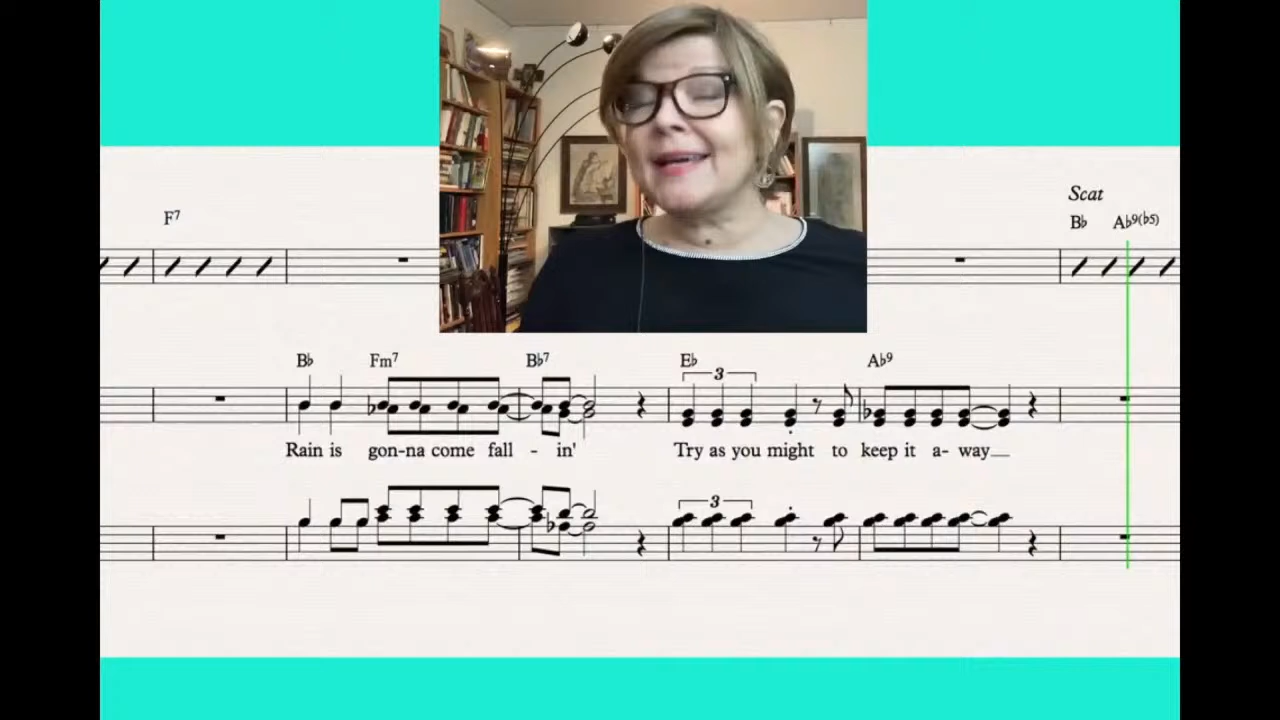 Scat
F7
B♭ A♭9(♭5)
B♭ Fm7 B♭7 E♭ A♭9
3
Rain is gon-na come fall - in' Try as you might to keep it a- way
3